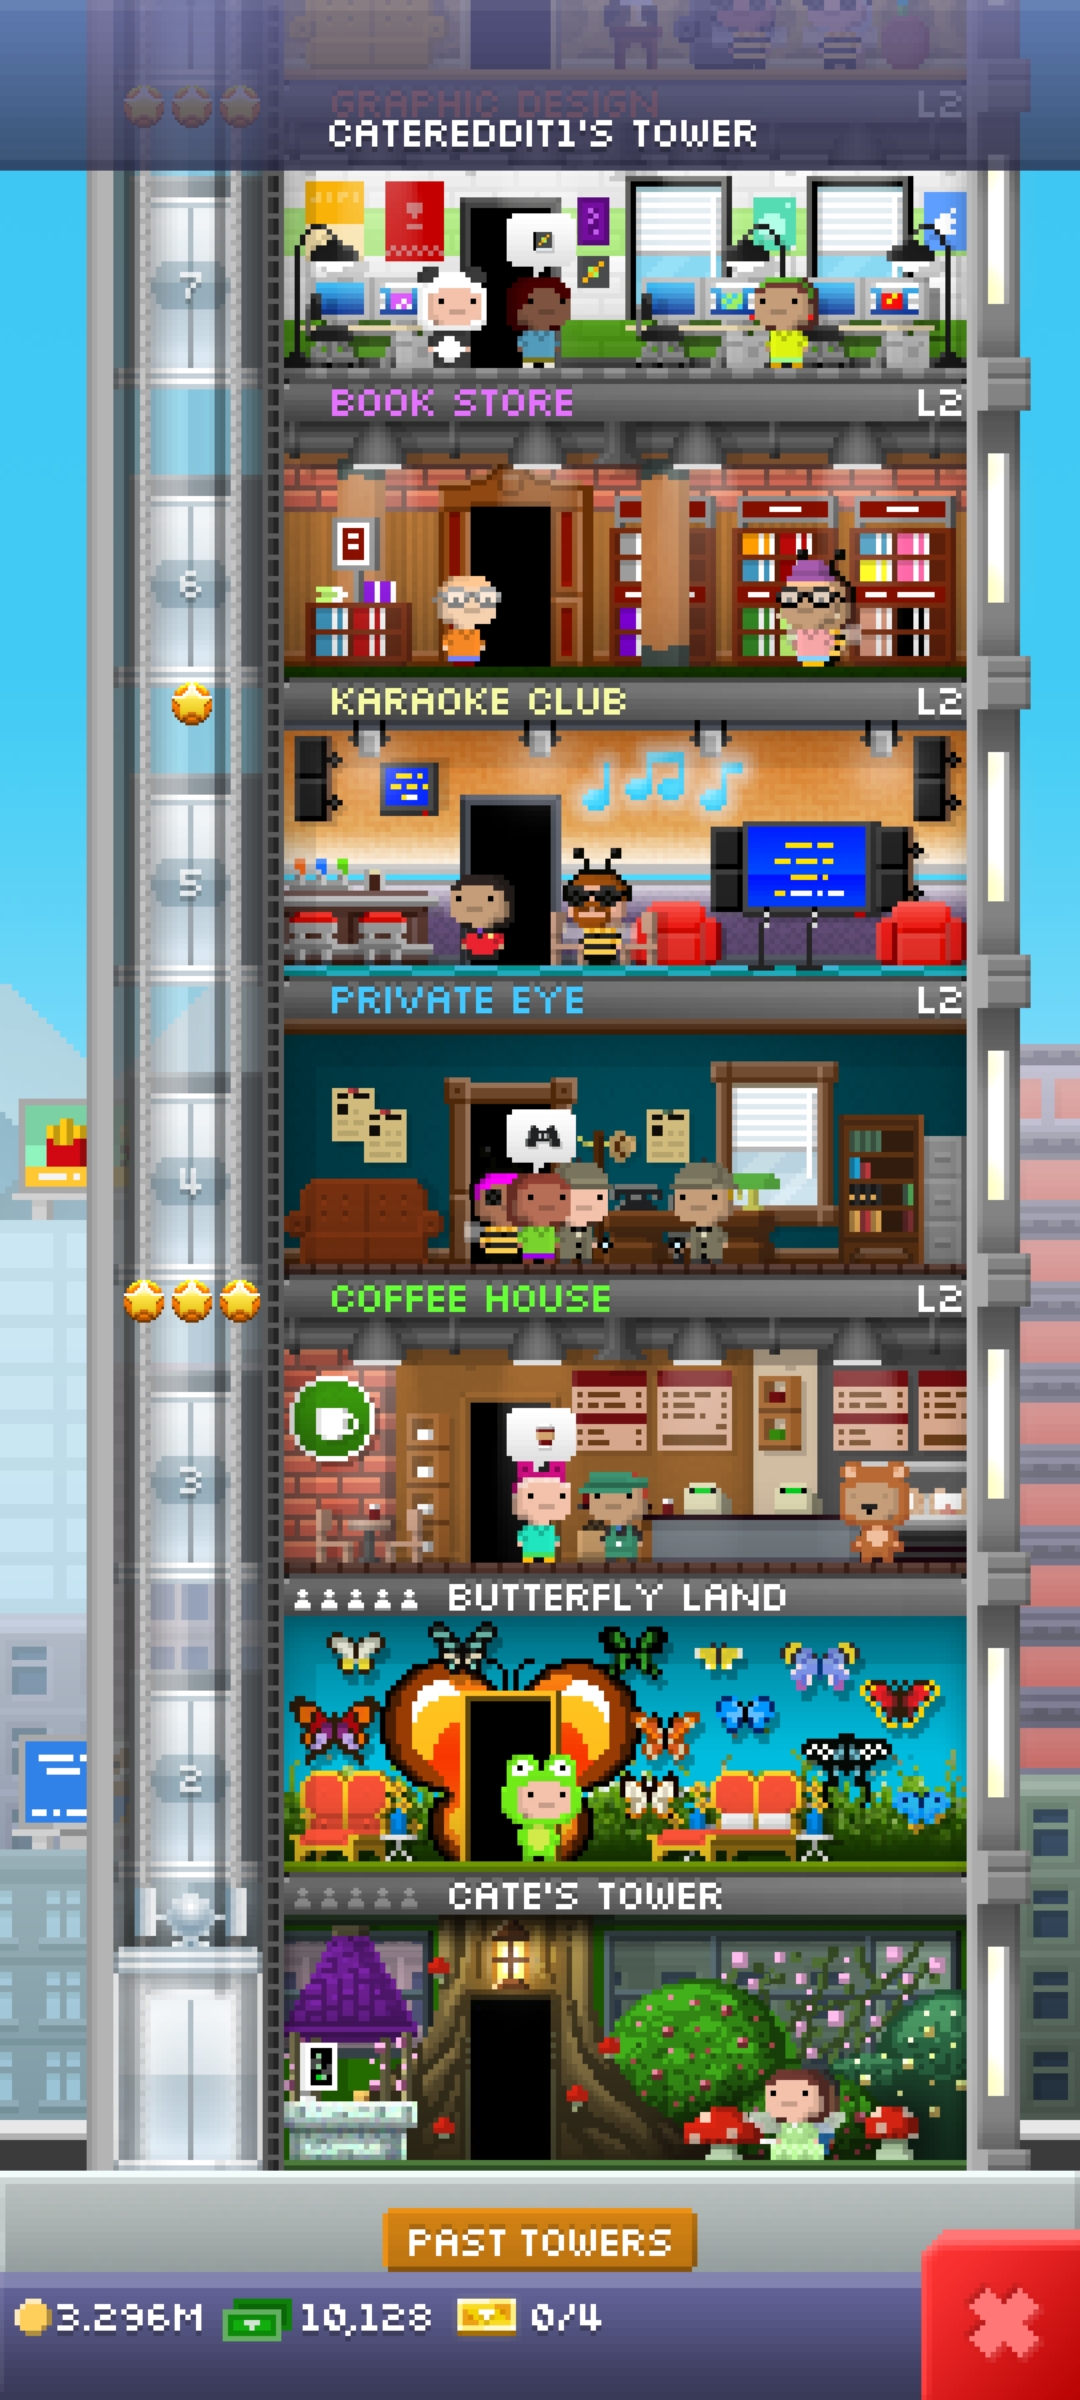 GRAPHIC DESIGN L2
CATEREDDIT1'S TOWER
7
BOOK STORE L2
6
KARAOKE CLUB L2
5
PRIVATE EYE L2
4
COFFEE HOUSE L2
3
BUTTERFLY LAND
2
CATE'S TOWER
PAST TOWERS
3.296M 10,128 0/4